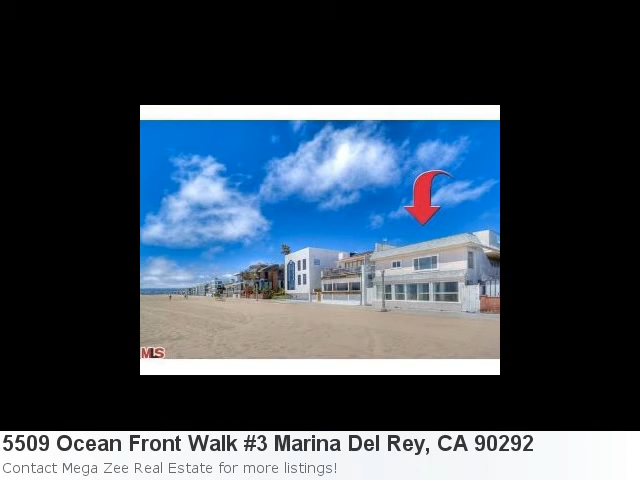 MLS
5509 Ocean Front Walk #3 Marina Del Rey, CA 90292
Contact Mega Zee Real Estate for more listings!